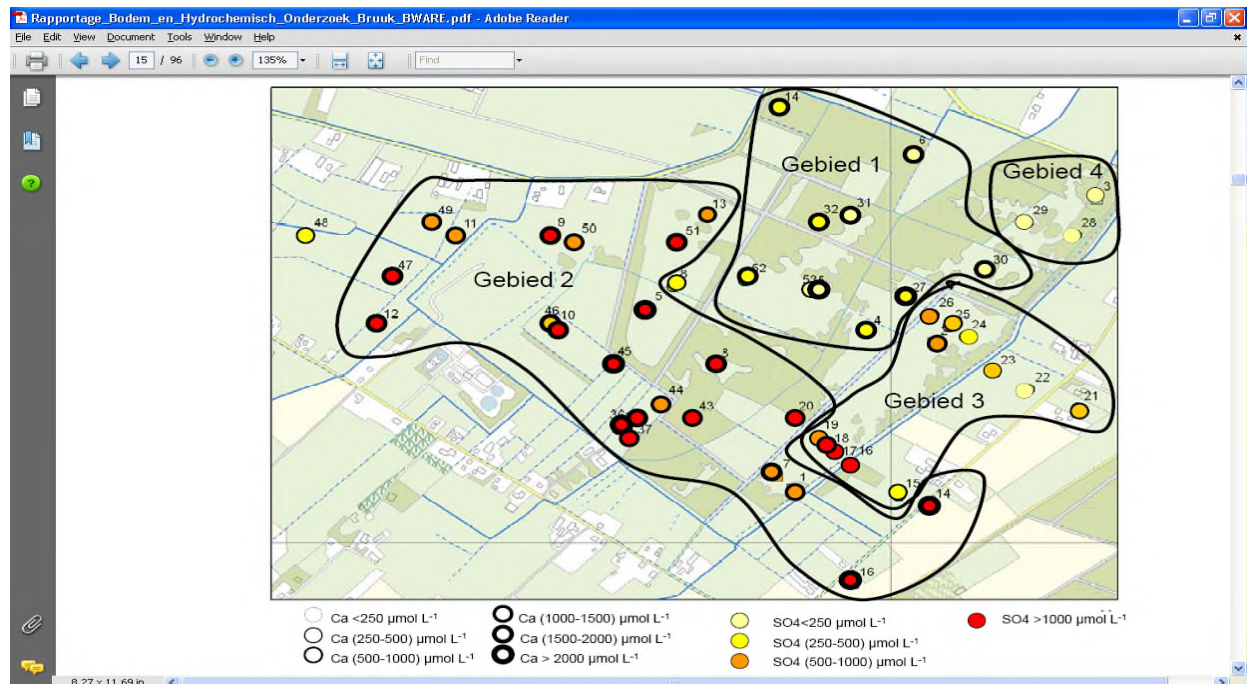 Rapportage_Bodem_en_Hydrochemisch_Onderzoek_Bruuk_BWARE.pdf - Adobe Reader
File Edit View Document Tools Window Help
15 / 96 135% Find
14
6
Gebied 1
Gebied 4
3
49
13
32
31
29
48
11
9
50
51
28
47
Gebied 2
8
52
535
30
27
5
26
25
12
46
10
4
2
24
45
8
23
22
44
Gebied 3
21
36
43
20
37
19
18
17
16
7
1
15
14
16
Ca <250 µmol L-1
Ca (250-500) µmol L-1
Ca (500-1000) µmol L-1
Ca (1000-1500) µmol L-1
Ca (1500-2000) µmol L-1
Ca > 2000 µmol L-1
SO4<250 µmol L-1
SO4 (250-500) µmol L-1
SO4 (500-1000) µmol L-1
SO4 >1000 µmol L-1
8.27 x 11.69 in